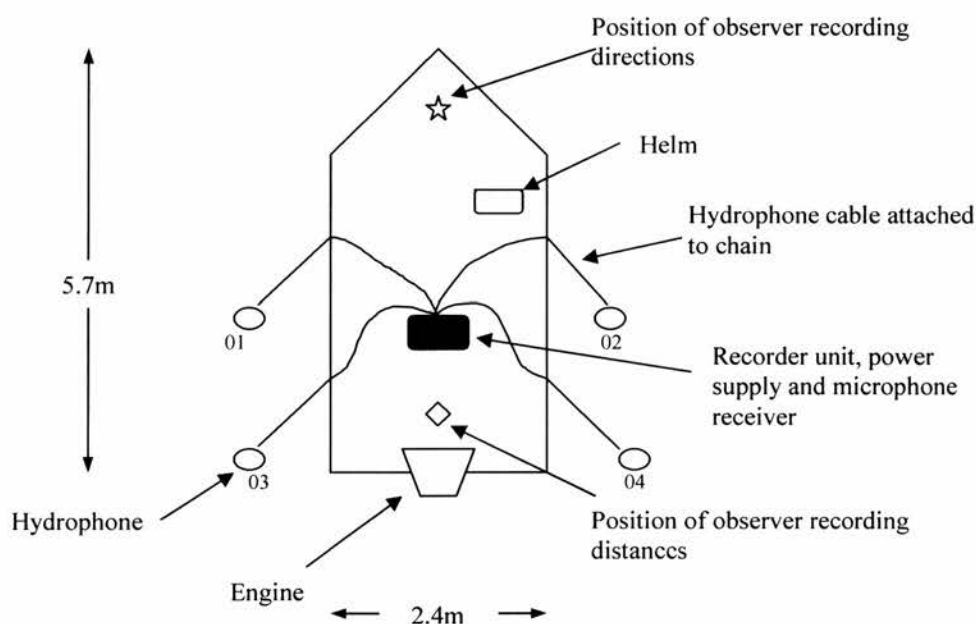 Position of observer recording
directions
Helm
Hydrophone cable attached
to chain
5.7m
01
02
Recorder unit, power
supply and microphone
receiver
03
04
Hydrophone
Position of observer recording
distanccs
Engine
2.4m